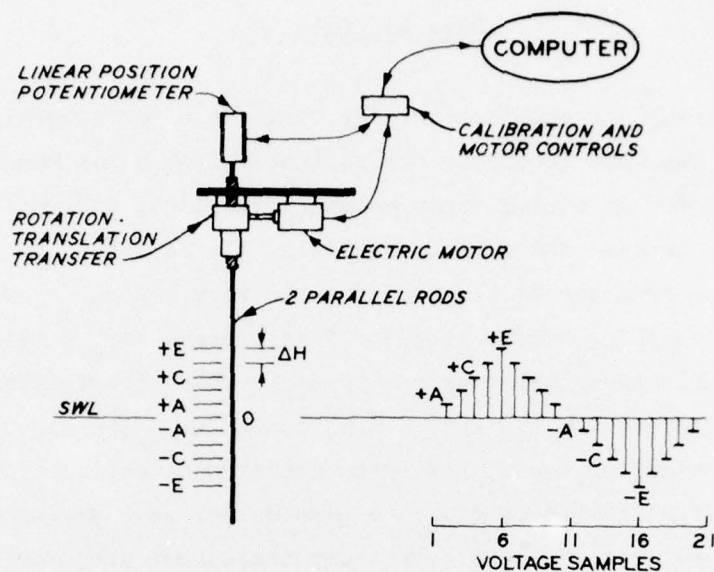 COMPUTER
LINEAR POSITION
POTENTIOMETER
CALIBRATION AND
MOTOR CONTROLS
ROTATION -
TRANSLATION
TRANSFER
ELECTRIC MOTOR
2 PARALLEL RODS
+E
ΔH
+C
+A
SWL
O
-A
-C
-E
+E
+C
+A
-A
-C
-E
1 6 11 16 21
VOLTAGE SAMPLES